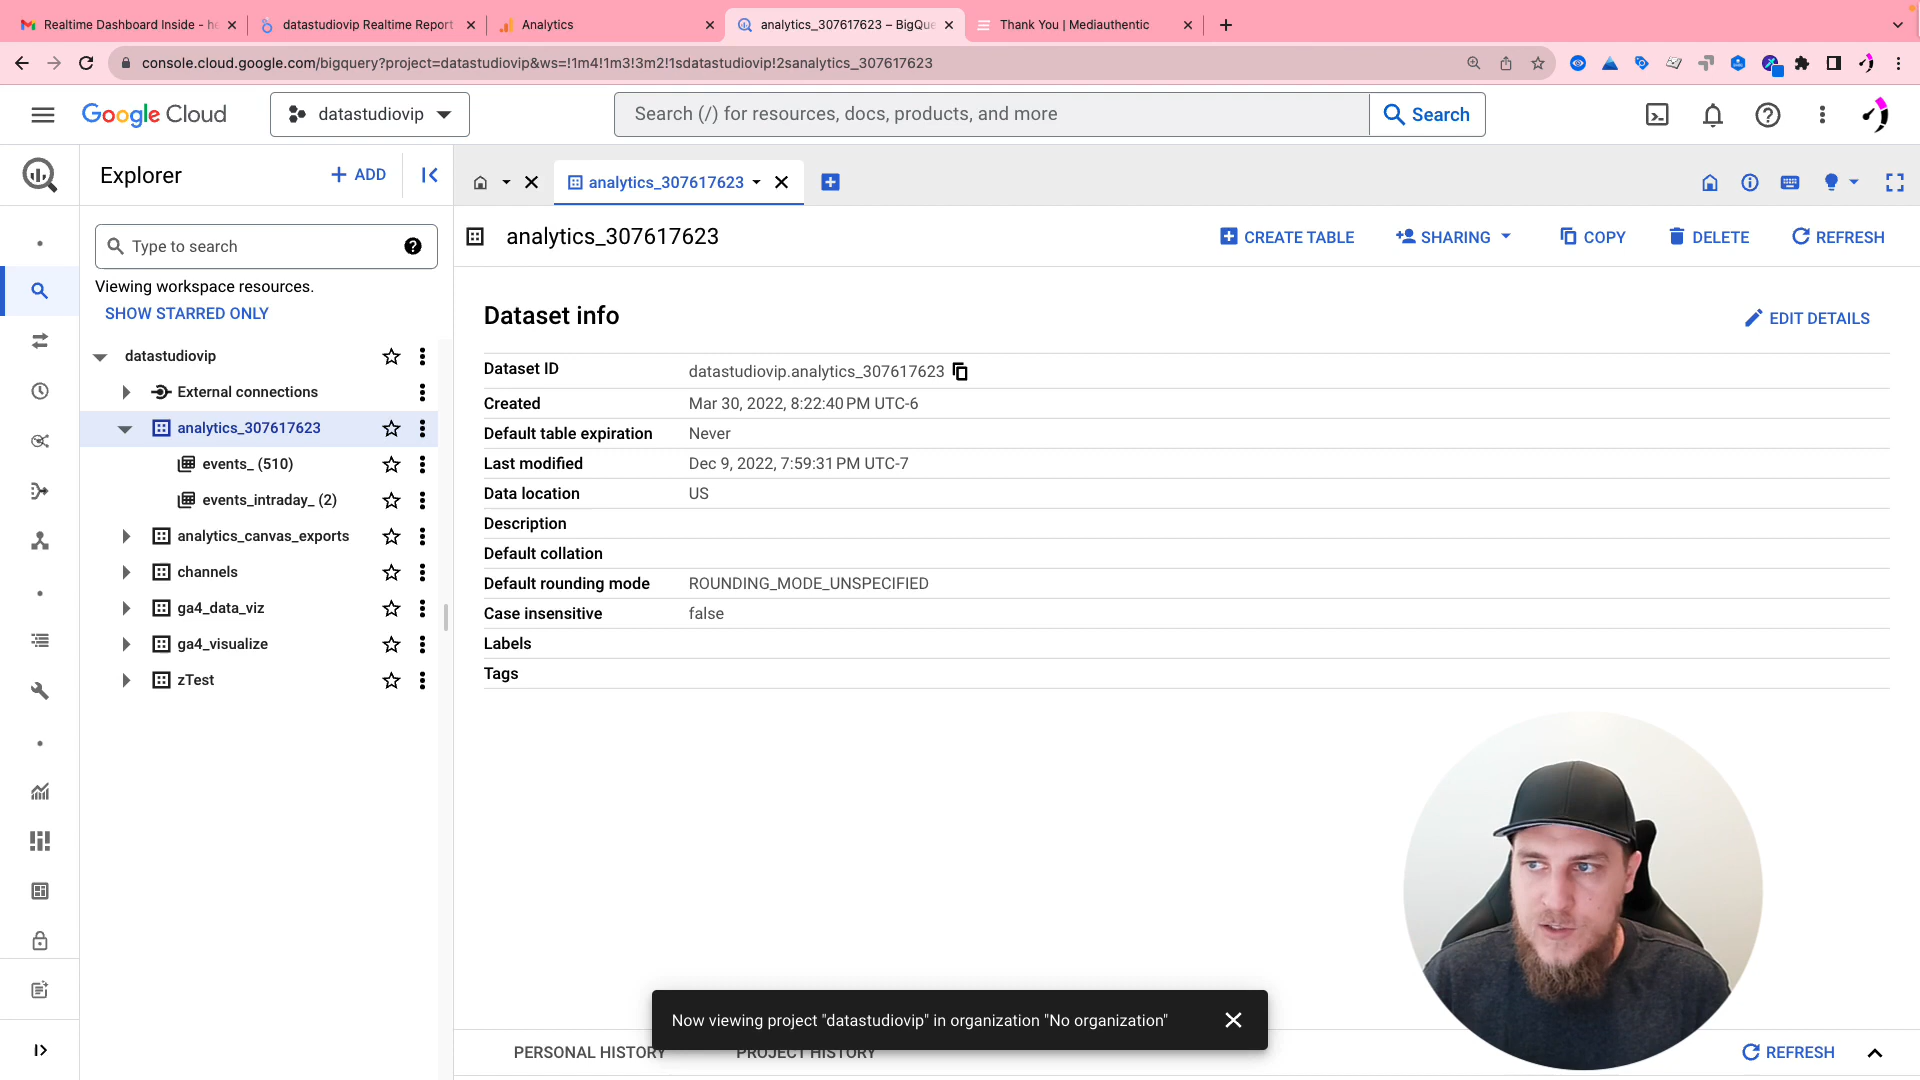 Realtime Dashboard Inside - he
datastudiovip Realtime Report
Analytics
analytics_307617623 – BigQue
Thank You | Mediauthentic
console.cloud.google.com/bigquery?project=datastudiovip&ws=!1m4!1m3!3m2!1sdatastudiovip!2sanalytics_307617623
Google Cloud
datastudiovip
Search (/) for resources, docs, products, and more
Search
Explorer
+ ADD
analytics_307617623
Type to search
analytics_307617623
CREATE TABLE
SHARING
COPY
DELETE
REFRESH
Viewing workspace resources.
SHOW STARRED ONLY
Dataset info
EDIT DETAILS
datastudiovip
External connections
analytics_307617623
events_ (510)
events_intraday_ (2)
analytics_canvas_exports
channels
ga4_data_viz
ga4_visualize
zTest
Dataset ID datastudiovip.analytics_307617623
Created Mar 30, 2022, 8:22:40 PM UTC-6
Default table expiration Never
Last modified Dec 9, 2022, 7:59:31 PM UTC-7
Data location US
Description
Default collation
Default rounding mode ROUNDING_MODE_UNSPECIFIED
Case insensitive false
Labels
Tags
Now viewing project "datastudiovip" in organization "No organization"
PERSONAL HISTORY
PROJECT HISTORY
REFRESH